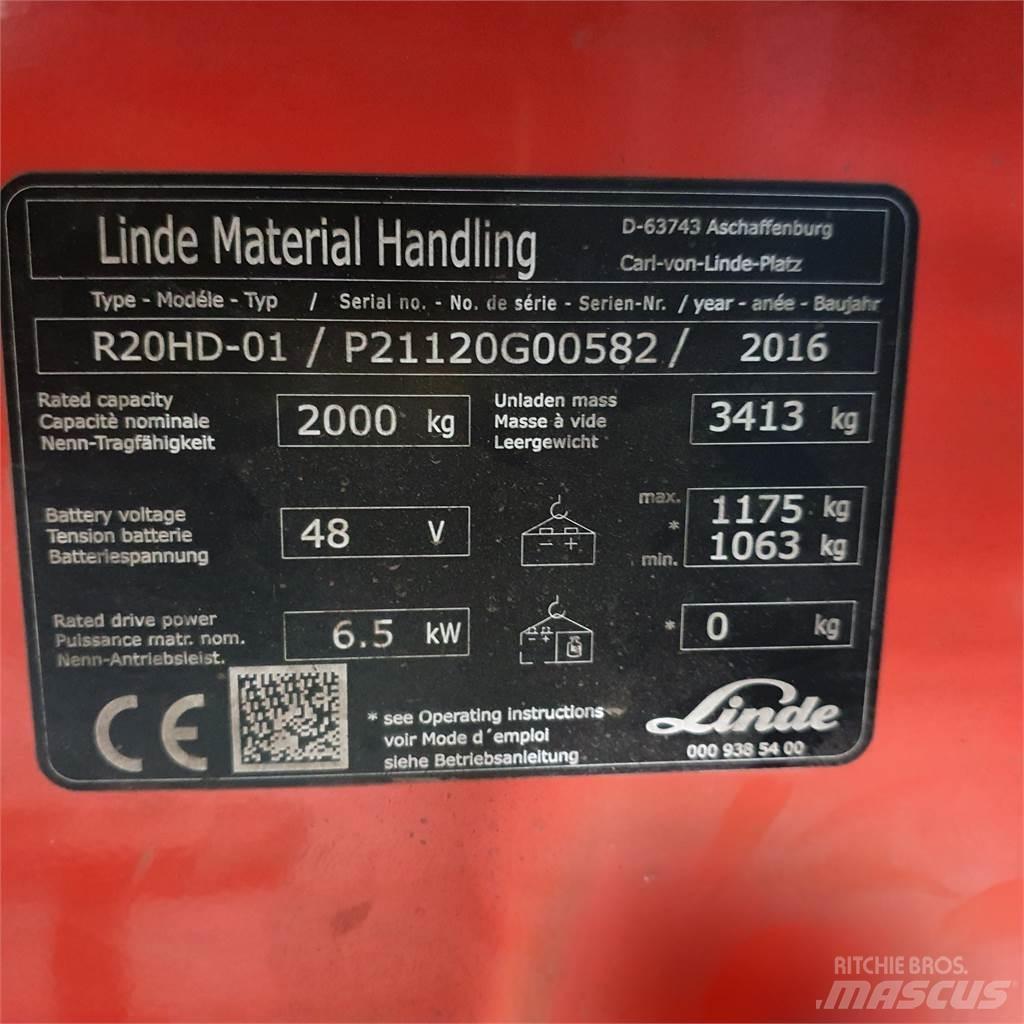 Linde Material Handling
D-63743 Aschaffenburg
Carl-von-Linde-Platz
Type - Modéle - Typ / Serial no. - No. de série - Serien-Nr. / year - anée - Baujahr
R20HD-01 / P21120G00582 / 2016
Rated capacity
Capacitè nominale
Nenn-Tragfähigkeit
2000 kg
Unladen mass
Masse à vide
Leergewicht
3413 kg
Battery voltage
Tension batterie
Batteriespannung
48 V
- +
max. 1175 kg
*
min. 1063 kg
Rated drive power
Puissance matr. nom.
Nenn-Antriebsleist.
6.5 kW
- + kg
* 0 kg
CE
* see Operating instructions
voir Mode d´emploi
siehe Betriebsanleitung
Linde
000 938 54 00
RITCHIE BROS.
MASCUS